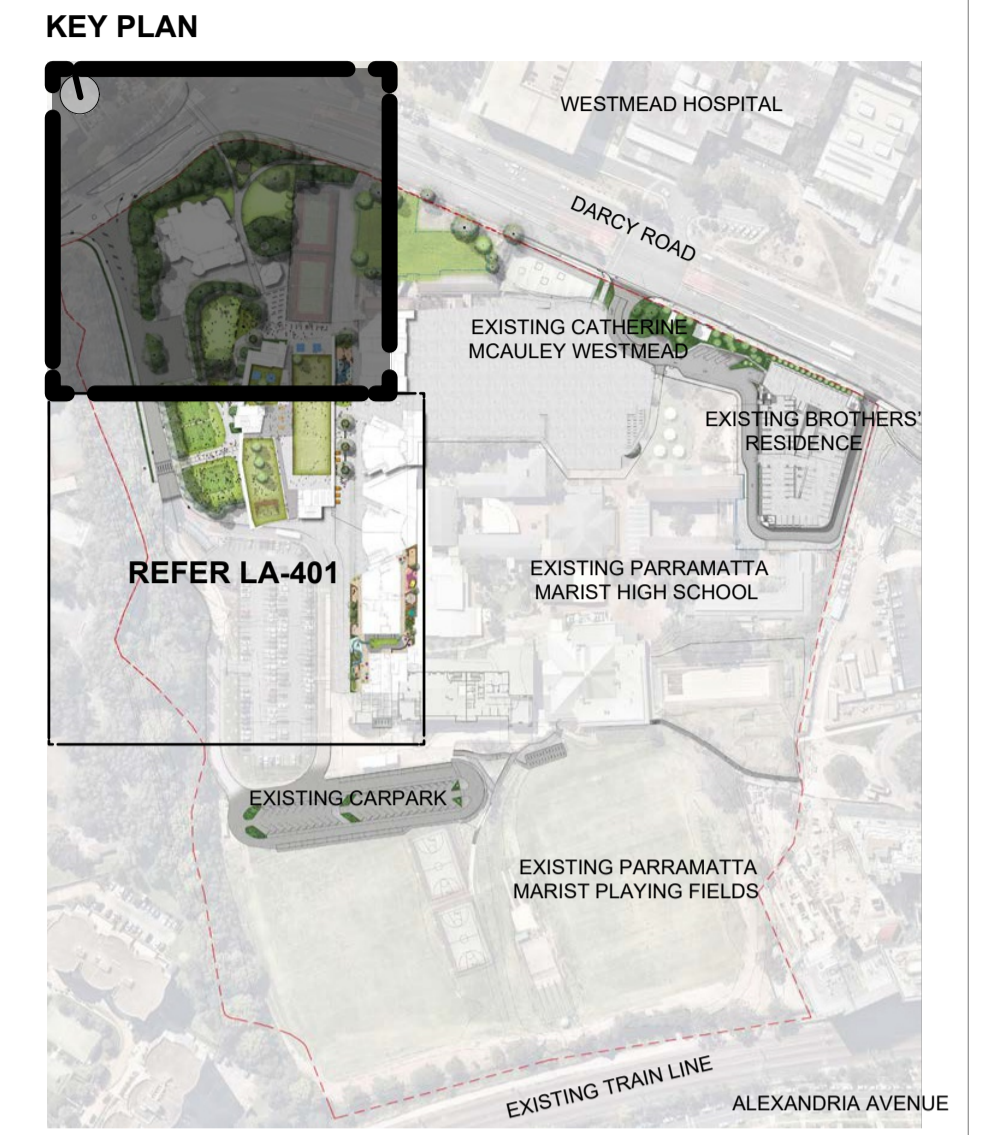 KEY PLAN
WESTMEAD HOSPITAL
DARCY ROAD
EXISTING CATHERINE
MCAULEY WESTMEAD
EXISTING BROTHERS'
RESIDENCE
REFER LA-401
EXISTING PARRAMATTA
MARIST HIGH SCHOOL
EXISTING CARPARK
EXISTING PARRAMATTA
MARIST PLAYING FIELDS
EXISTING TRAIN LINE
ALEXANDRIA AVENUE